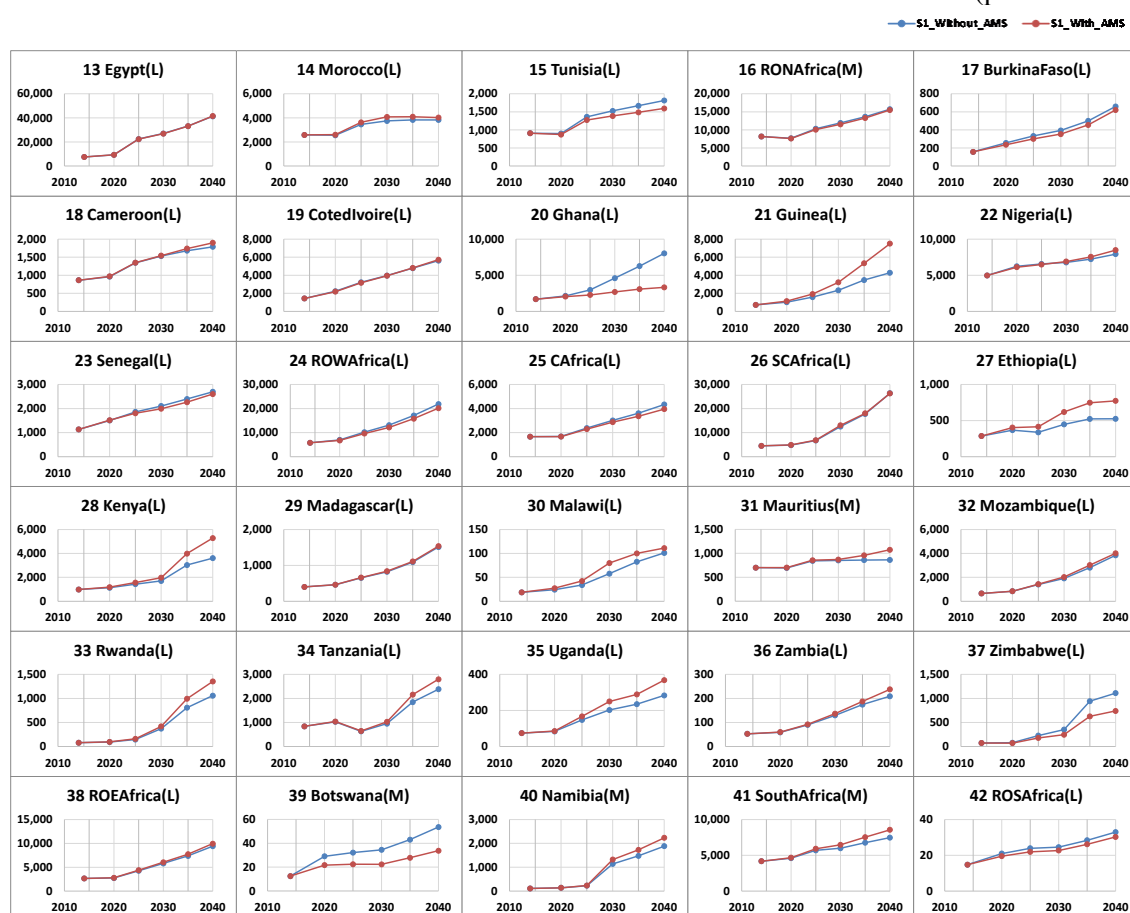 (p
S1_Without_AMS S1_With_AMS
13 Egypt(L) 14 Morocco(L) 15 Tunisia(L) 16 RONAfrica(M) 17 BurkinaFaso(L)
60,000 6,000 2,000 20,000 800
1,500 15,000 600
40,000 4,000
1,000 10,000 400
20,000 2,000
500 5,000 200
0 0 0 0 0
2010 2020 2030 2040 2010 2020 2030 2040 2010 2020 2030 2040 2010 2020 2030 2040 2010 2020 2030 2040
18 Cameroon(L) 19 CotedIvoire(L) 20 Ghana(L) 21 Guinea(L) 22 Nigeria(L)
2,000 8,000 10,000 8,000 10,000
1,500 6,000 6,000
1,000 4,000 5,000 4,000 5,000
500 2,000 2,000
0 0 0 0 0
2010 2020 2030 2040 2010 2020 2030 2040 2010 2020 2030 2040 2010 2020 2030 2040 2010 2020 2030 2040
23 Senegal(L) 24 ROWAfrica(L) 25 CAfrica(L) 26 SCAfrica(L) 27 Ethiopia(L)
3,000 30,000 6,000 30,000 1,000
2,000 20,000 4,000 20,000
500
1,000 10,000 2,000 10,000
0 0 0 0 0
2010 2020 2030 2040 2010 2020 2030 2040 2010 2020 2030 2040 2010 2020 2030 2040 2010 2020 2030 2040
28 Kenya(L) 29 Madagascar(L) 30 Malawi(L) 31 Mauritius(M) 32 Mozambique(L)
6,000 2,000 150 1,500 6,000
4,000 100 1,000 4,000
1,000
2,000 50 500 2,000
0 0 0 0 0
2010 2020 2030 2040 2010 2020 2030 2040 2010 2020 2030 2040 2010 2020 2030 2040 2010 2020 2030 2040
33 Rwanda(L) 34 Tanzania(L) 35 Uganda(L) 36 Zambia(L) 37 Zimbabwe(L)
1,500 3,000 400 300 1,500
1,000 2,000 200 1,000
200
500 1,000 100 500
0 0 0 0 0
2010 2020 2030 2040 2010 2020 2030 2040 2010 2020 2030 2040 2010 2020 2030 2040 2010 2020 2030 2040
38 ROEAfrica(L) 39 Botswana(M) 40 Namibia(M) 41 SouthAfrica(M) 42 ROSAfrica(L)
15,000 60 3,000 10,000 40
10,000 40 2,000
5,000 20
5,000 20 1,000
0 0 0 0 0
2010 2020 2030 2040 2010 2020 2030 2040 2010 2020 2030 2040 2010 2020 2030 2040 2010 2020 2030 2040